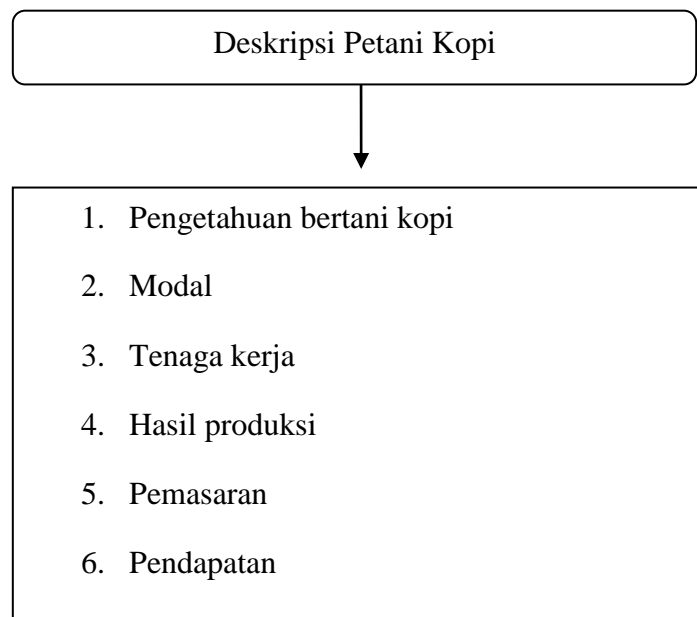 Deskripsi Petani Kopi
1. Pengetahuan bertani kopi
2. Modal
3. Tenaga kerja
4. Hasil produksi
5. Pemasaran
6. Pendapatan